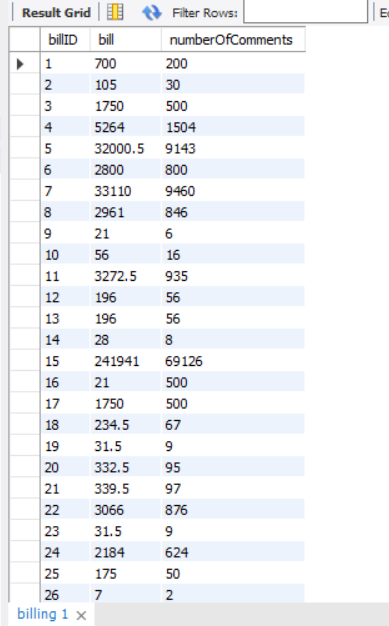 Result Grid Filter Rows:
billID bill numberOfComments
1 700 200
2 105 30
3 1750 500
4 5264 1504
5 32000.5 9143
6 2800 800
7 33110 9460
8 2961 846
9 21 6
10 56 16
11 3272.5 935
12 196 56
13 196 56
14 28 8
15 241941 69126
16 21 500
17 1750 500
18 234.5 67
19 31.5 9
20 332.5 95
21 339.5 97
22 3066 876
23 31.5 9
24 2184 624
25 175 50
26 7 2
billing 1